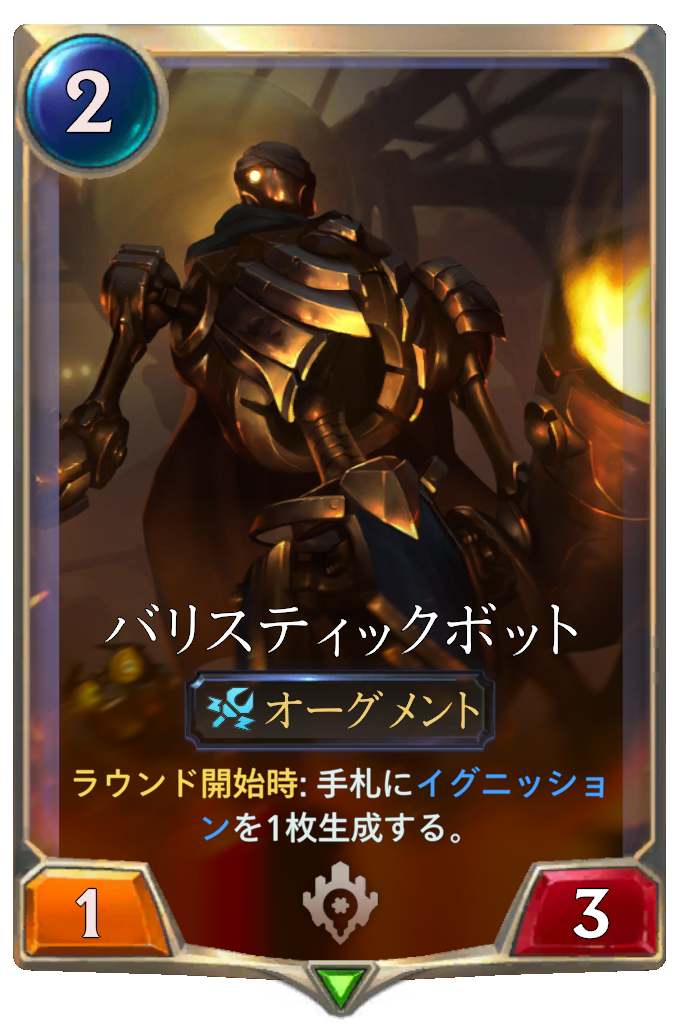 2
バリスティックボット
オーグメント
ラウンド開始時: 手札にイグニッショ
ンを1枚生成する。
1
3